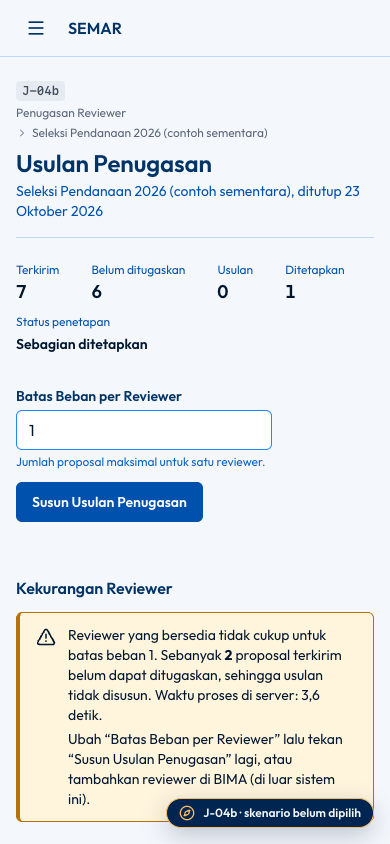 SEMAR
J-04b
Penugasan Reviewer
Seleksi Pendanaan 2026 (contoh sementara)
Usulan Penugasan
Seleksi Pendanaan 2026 (contoh sementara), ditutup 23
Oktober 2026
Terkirim Belum ditugaskan Usulan Ditetapkan
7 6 0 1
Status penetapan
Sebagian ditetapkan
Batas Beban per Reviewer
1
Jumlah proposal maksimal untuk satu reviewer.
Susun Usulan Penugasan
Kekurangan Reviewer
Reviewer yang bersedia tidak cukup untuk
batas beban 1. Sebanyak 2 proposal terkirim
belum dapat ditugaskan, sehingga usulan
tidak disusun. Waktu proses di server: 3,6
detik.
Ubah “Batas Beban per Reviewer” lalu tekan
“Susun Usulan Penugasan” lagi, atau
tambahkan reviewer di BIMA (di luar sistem
ini).
J-04b · skenario belum dipilih